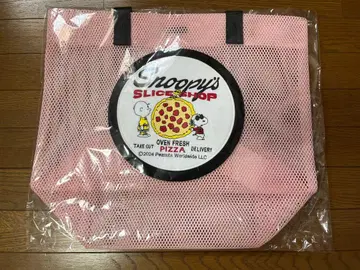 Snoopy's
SLICE SHOP
OVEN FRESH
TAKE OUT PIZZA DELIVERY
©2024 Peanuts Worldwide LLC